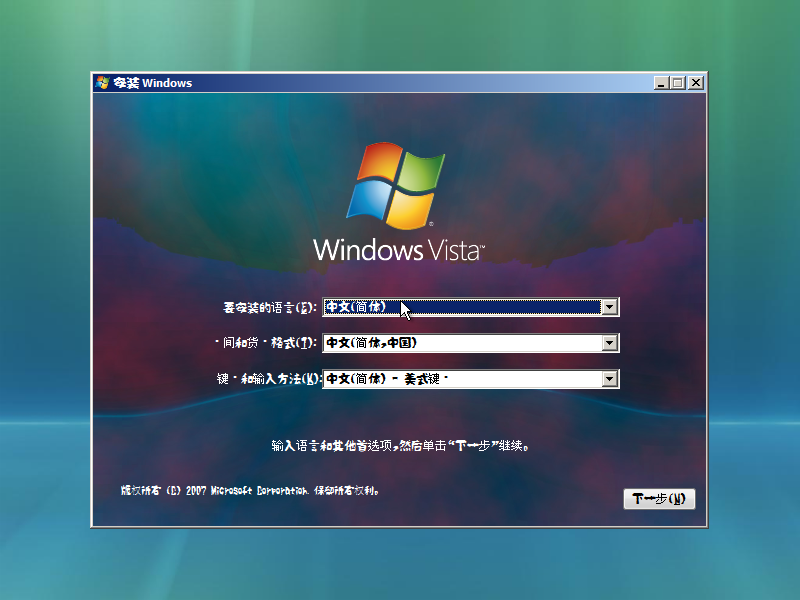 安装 Windows
Windows Vista™
要安装的语言(E): 中文(简体)
·间和货·格式(T): 中文(简体,中国)
键·和输入方法(K): 中文(简体) - 美式键·
输入语言和其他首选项,然后单击“下一步”继续。
版权所有 (C) 2007 Microsoft Corporation. 保留所有权利。
下一步(N)